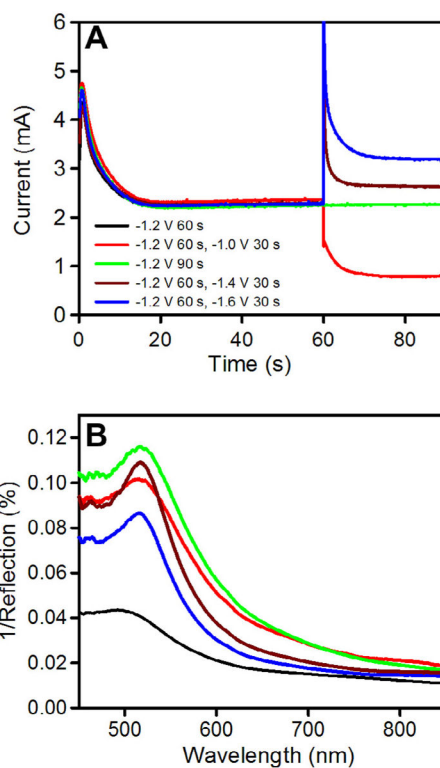 A
6
5
4
3
2
1
0
Current (mA)
-1.2 V 60 s
-1.2 V 60 s, -1.0 V 30 s
-1.2 V 90 s
-1.2 V 60 s, -1.4 V 30 s
-1.2 V 60 s, -1.6 V 30 s
0 20 40 60 80
Time (s)
B
0.12
0.10
0.08
0.06
0.04
0.02
0.00
1/Reflection (%)
500 600 700 800
Wavelength (nm)